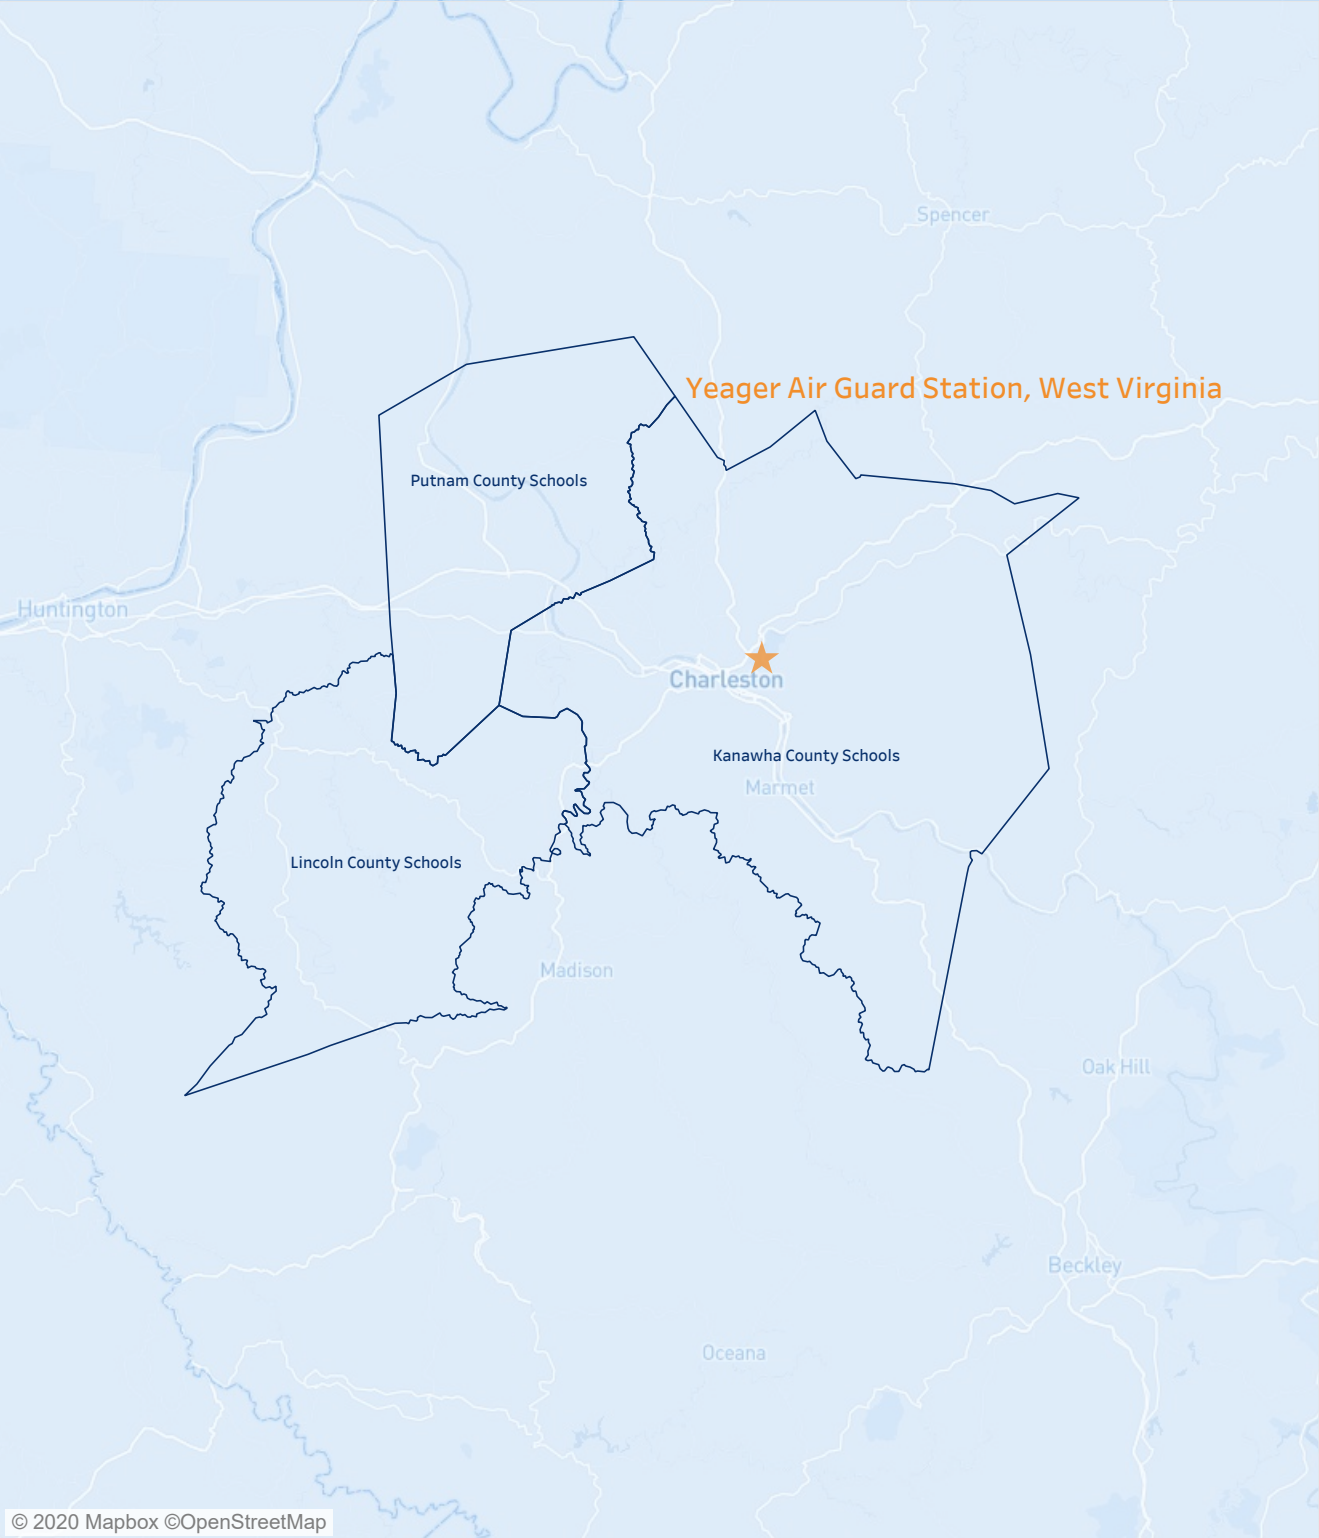 Spencer
Yeager Air Guard Station, West Virginia
Putnam County Schools
Huntington
Charleston
Kanawha County Schools
Marmet
Lincoln County Schools
Madison
Oak Hill
Beckley
Oceana
© 2020 Mapbox ©OpenStreetMap